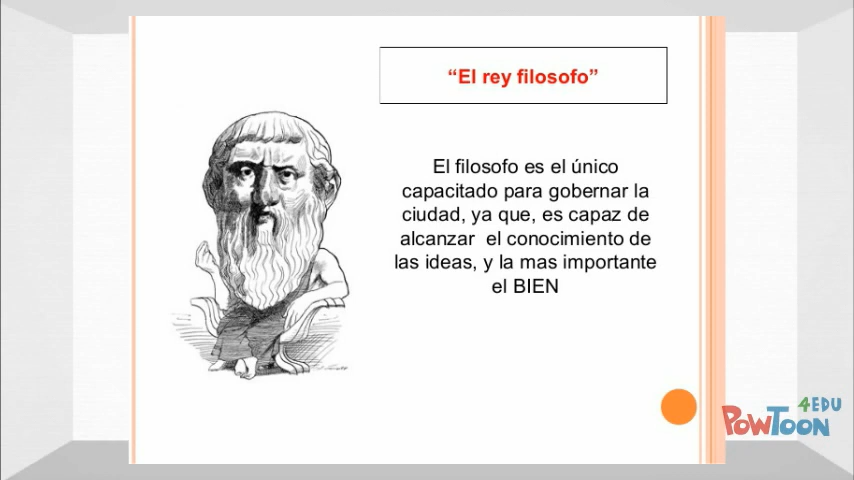 “El rey filosofo”
El filosofo es el único
capacitado para gobernar la
ciudad, ya que, es capaz de
alcanzar  el conocimiento de
las ideas, y la mas importante
el BIEN
4EDU
POWTOON